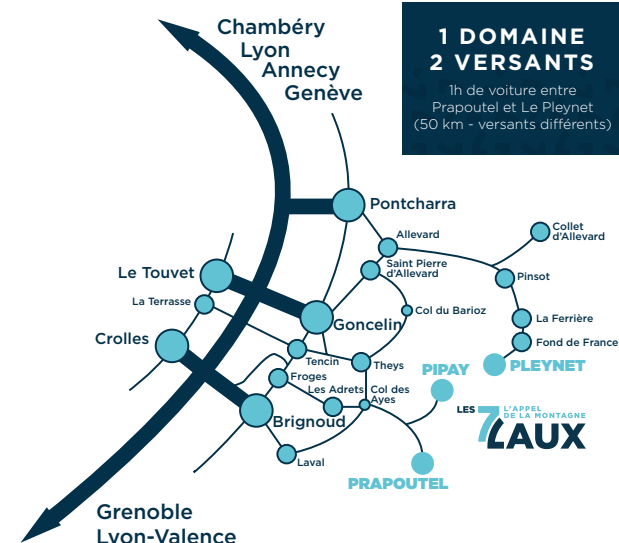 Chambéry
Lyon
Annecy
Genève
1 DOMAINE
2 VERSANTS
1h de voiture entre
Prapoutel et Le Pleynet
(50 km - versants différents)
Pontcharra
Collet
d'Allevard
Allevard
Saint Pierre
d'Allevard
Le Touvet
Pinsot
La Terrasse
Col du Barioz
La Ferrière
Goncelin
Crolles
Fond de France
Tencin
Theys
PIPAY
PLEYNET
Froges
Les Adrets
Col des
Ayes
LES 7 LAUX
L'APPEL
DE LA MONTAGNE
Brignoud
Laval
PRAPOUTEL
Grenoble
Lyon-Valence